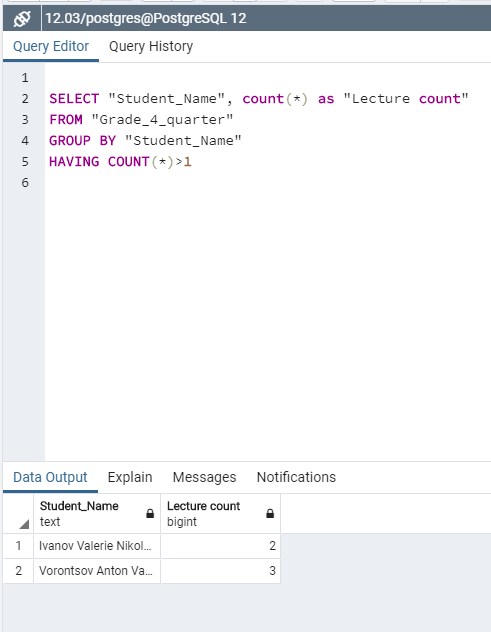 12.03/postgres@PostgreSQL 12
Query Editor Query History
1
2 SELECT "Student_Name", count(*) as "Lecture count"
3 FROM "Grade_4_quarter"
4 GROUP BY "Student_Name"
5 HAVING COUNT(*)>1
6
Data Output Explain Messages Notifications
Student_Name Lecture count
text bigint
1 Ivanov Valerie Nikol... 2
2 Vorontsov Anton Va... 3